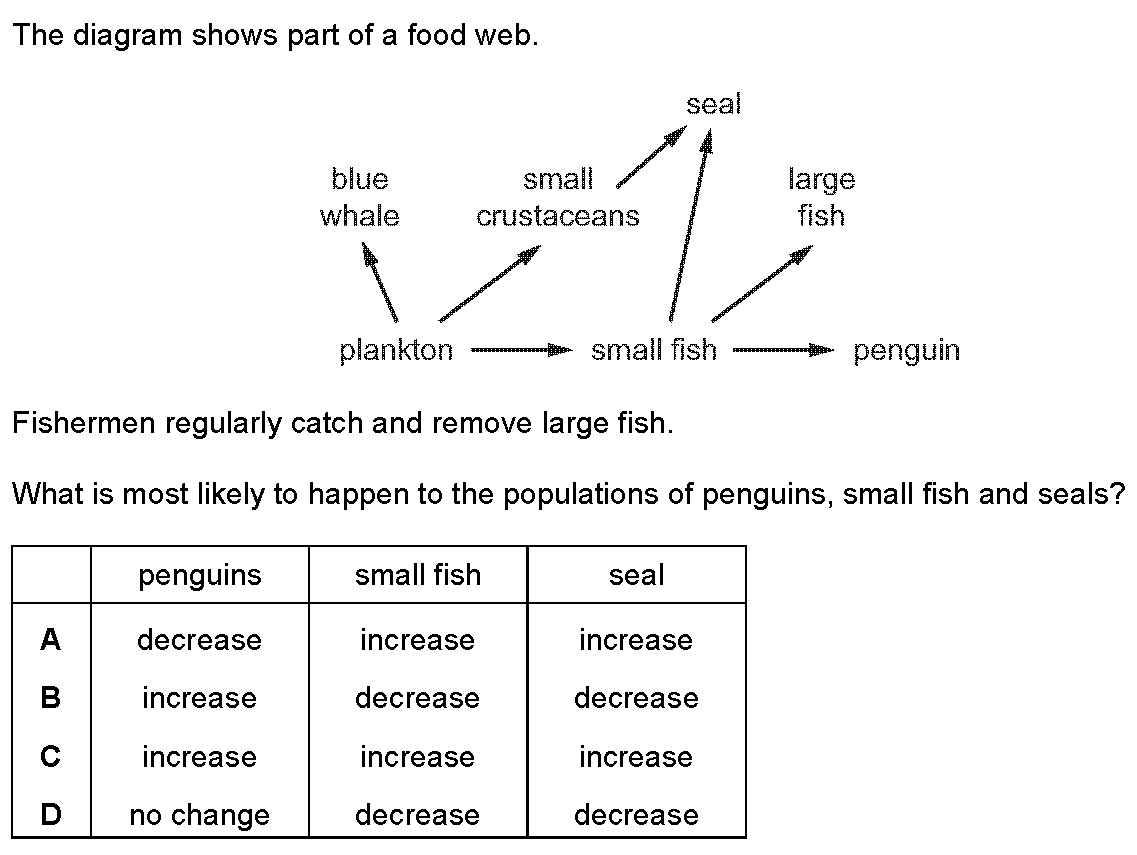 The diagram shows part of a food web.
seal
blue small large
whale crustaceans fish
plankton small fish penguin
Fishermen regularly catch and remove large fish.
What is most likely to happen to the populations of penguins, small fish and seals?
penguins small fish seal
A decrease increase increase
B increase decrease decrease
C increase increase increase
D no change decrease decrease